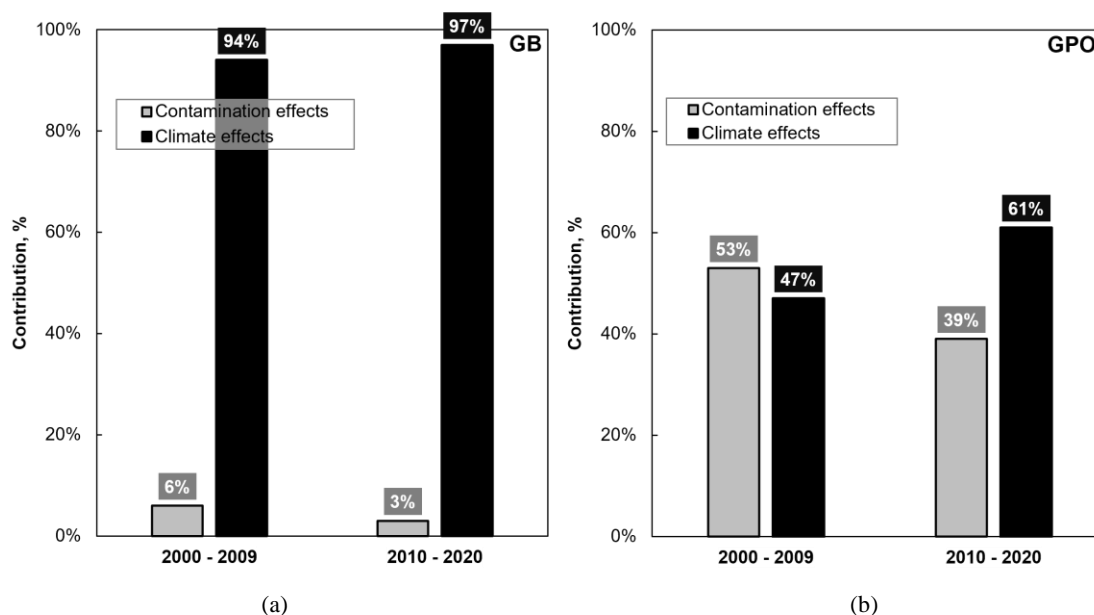 100%
80%
60%
40%
20%
0%
Contribution, %
94%
97%
GB
Contamination effects
Climate effects
6%
3%
2000 - 2009
2010 - 2020
(a)
100%
80%
60%
40%
20%
0%
Contribution, %
GPO
Contamination effects
Climate effects
53%
47%
39%
61%
2000 - 2009
2010 - 2020
(b)